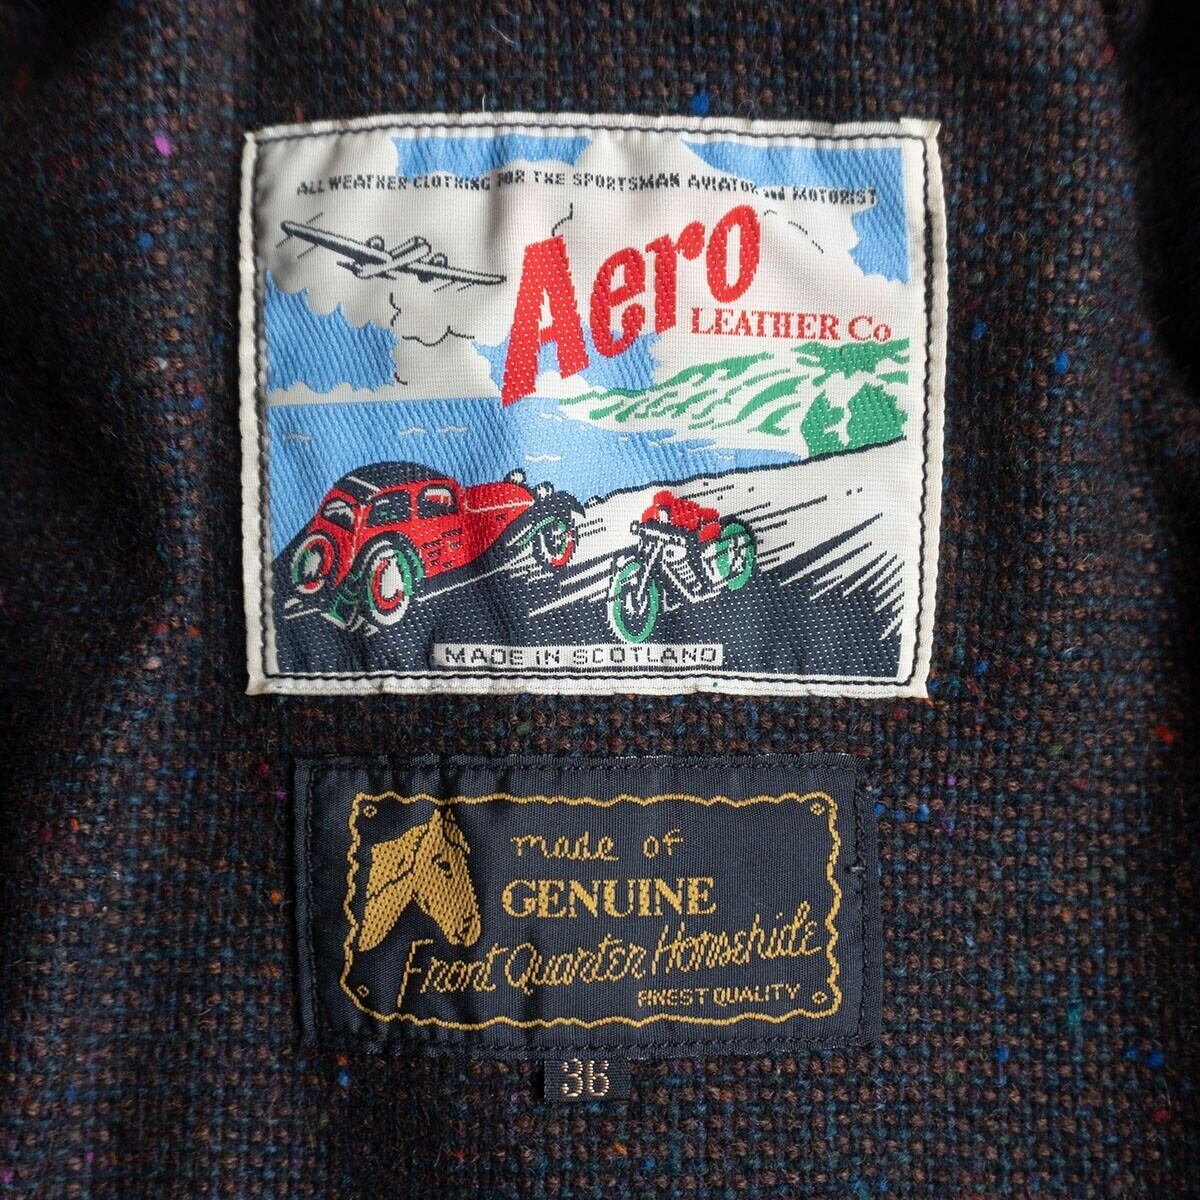 ALL WEATHER CLOTHING FOR THE SPORTSMAN AVIATOR AND MOTORIST
Aero
LEATHER Co
MADE IN SCOTLAND
made of
GENUINE
Front Quarter Horsehide
FINEST QUALITY
36